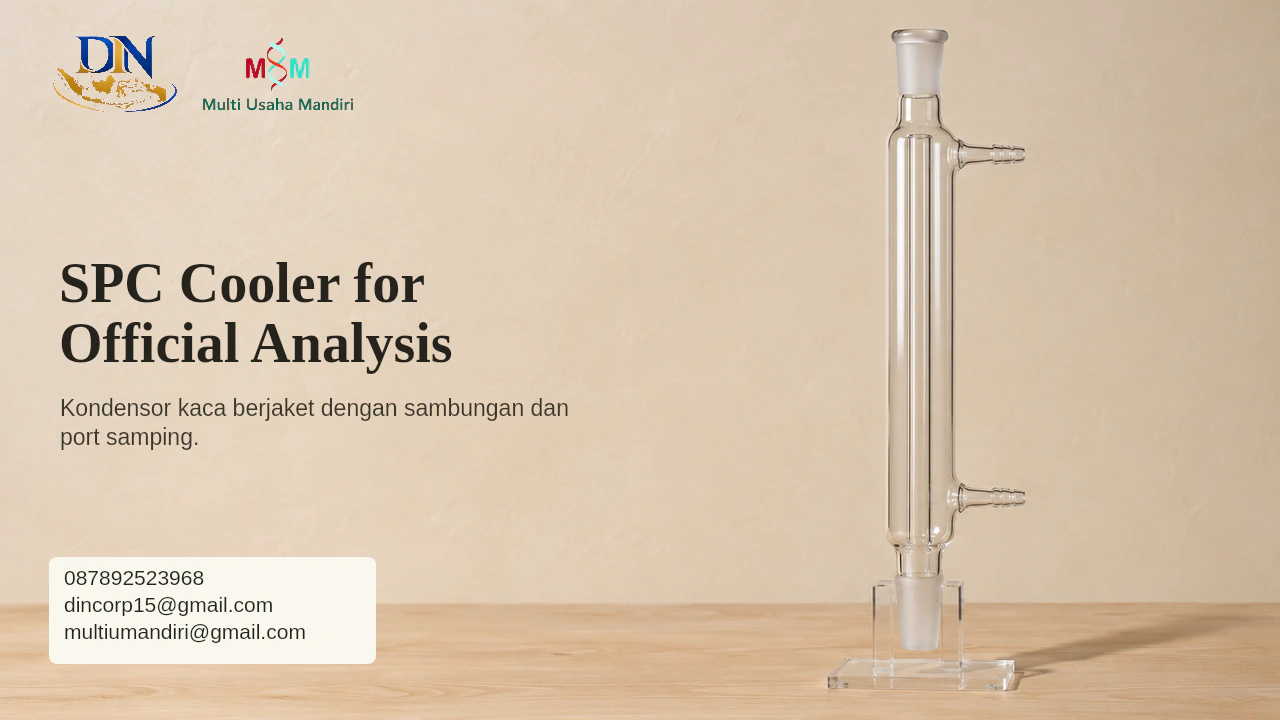 DIN
MSM
Multi Usaha Mandiri
SPC Cooler for
Official Analysis
Kondensor kaca berjaket dengan sambungan dan
port samping.
087892523968
dincorp15@gmail.com
multiumandiri@gmail.com